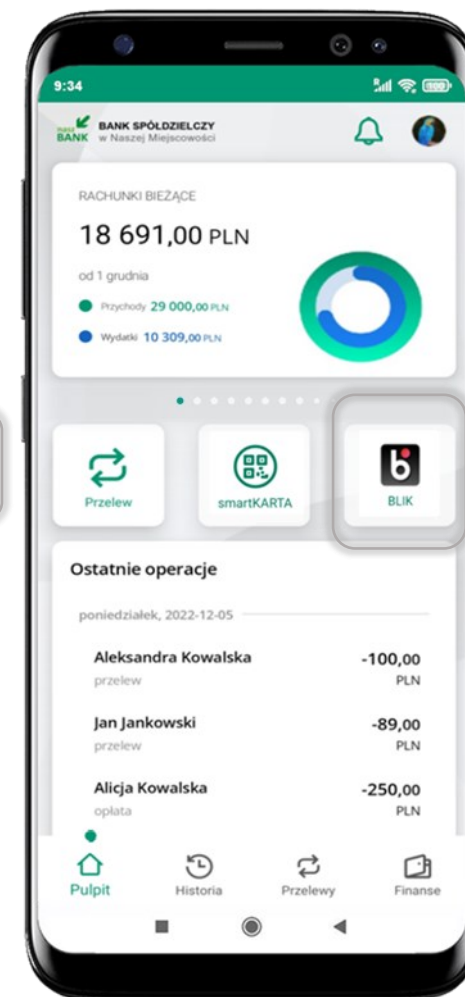 9:34
nasz
BANK
BANK SPÓŁDZIELCZY
w Naszej Miejscowości
RACHUNKI BIEŻĄCE
18 691,00 PLN
od 1 grudnia
Przychody 29 000,00 PLN
Wydatki 10 309,00 PLN
Przelew
smartKARTA
b
BLIK
Ostatnie operacje
poniedziałek, 2022-12-05
Aleksandra Kowalska -100,00
przelew PLN
Jan Jankowski -89,00
przelew PLN
Alicja Kowalska -250,00
opłata PLN
Pulpit Historia Przelewy Finanse